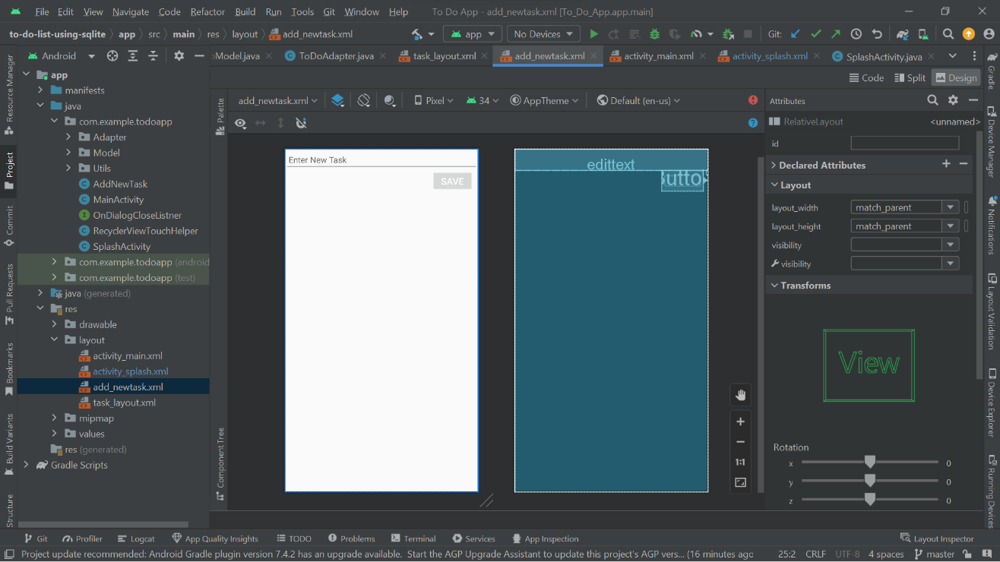 File Edit View Navigate Code Refactor Build Run Tools Git Window Help To Do App - add_newtask.xml [To_Do_App.app.main]
to-do-list-using-sqlite app src main res layout add_newtask.xml app No Devices Git:
Android oModel.java ToDoAdapter.java task_layout.xml add_newtask.xml activity_main.xml activity_splash.xml SplashActivity.java
Code Split Design
app
manifests
java
com.example.todoapp
Adapter
Model
Utils
AddNewTask
MainActivity
OnDialogCloseListner
RecyclerViewTouchHelper
SplashActivity
com.example.todoapp (android
com.example.todoapp (test)
java (generated)
res
drawable
layout
activity_main.xml
activity_splash.xml
add_newtask.xml
task_layout.xml
mipmap
values
res (generated)
Gradle Scripts
Resource Manager
Project
Commit
Pull Requests
Bookmarks
Build Variants
Structure
Palette
Component Tree
add_newtask.xml Pixel 34 AppTheme Default (en-us)
Enter New Task
SAVE
edittext
Butto
1:1
Attributes
RelativeLayout <unnamed>
id
Declared Attributes
Layout
layout_width match_parent
layout_height match_parent
visibility
visibility
Transforms
View
Rotation
x 0
y 0
z 0
Gradle
Device Manager
Notifications
Layout Validation
Device Explorer
Running Devices
Git Profiler Logcat App Quality Insights TODO Problems Terminal Services App Inspection Layout Inspector
Project update recommended: Android Gradle plugin version 7.4.2 has an upgrade available. Start the AGP Upgrade Assistant to update this project's AGP vers... (16 minutes ago 25:2 CRLF UTF-8 4 spaces master